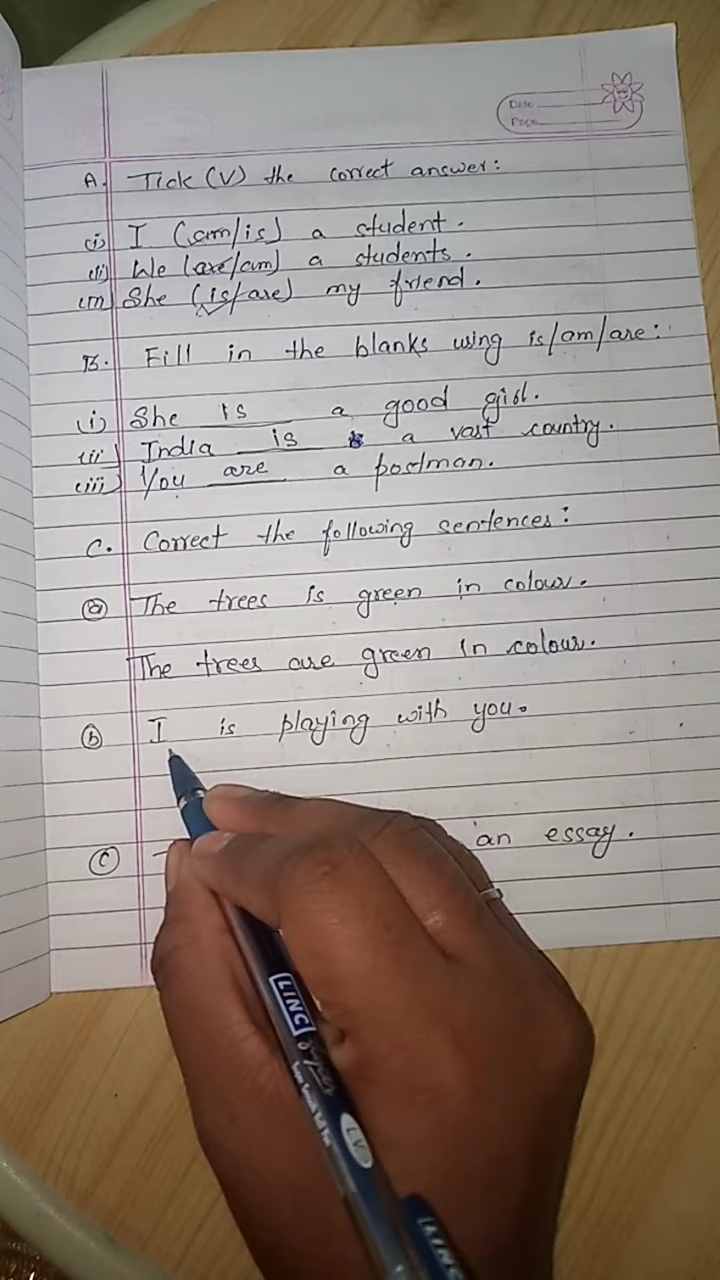 Date
Page
A. Tick (V) the correct answer:
(i) I (am/is) a student.
(ii) We (are/am) a students.
(iii) She (is/are) my friend.
B. Fill in the blanks using is/am/are:
(i) She is a good girl.
(ii) India is a vast country.
(iii) You are a postman.
C. Correct the following sentences:
(a) The trees is green in colour.
The trees are green in colour.
(b) I is playing with you.
(c) an essay.
LINC
LV
LINC